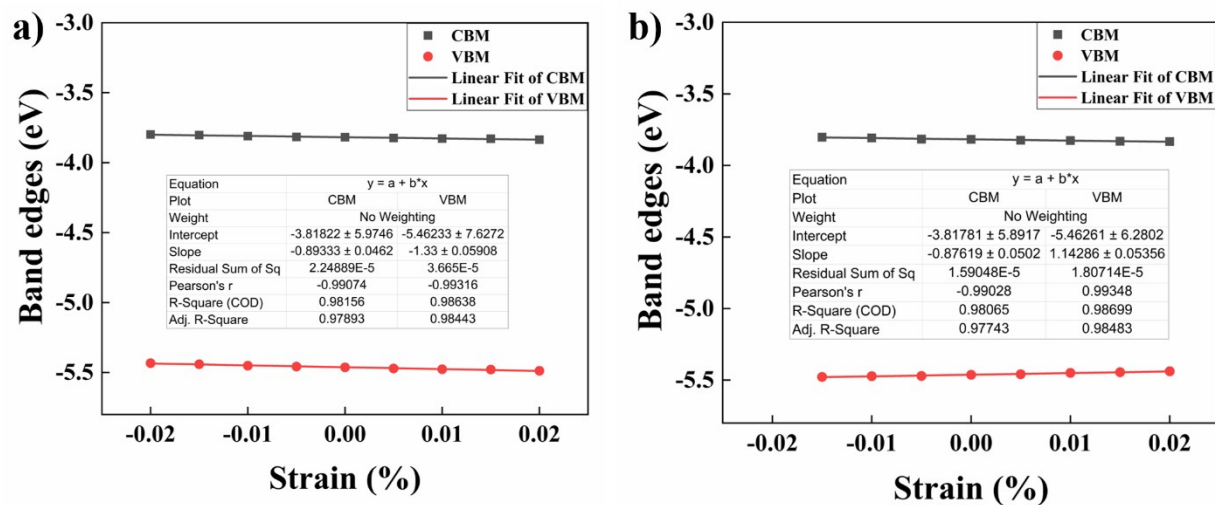 a)
Band edges (eV)
-3.0
-3.5
-4.0
-4.5
-5.0
-5.5
CBM
VBM
Linear Fit of CBM
Linear Fit of VBM
Equation y = a + b*x
Plot CBM VBM
Weight No Weighting
Intercept -3.81822 ± 5.9746 -5.46233 ± 7.6272
Slope -0.89333 ± 0.0462 -1.33 ± 0.05908
Residual Sum of Sq 2.24889E-5 3.665E-5
Pearson's r -0.99074 -0.99316
R-Square (COD) 0.98156 0.98638
Adj. R-Square 0.97893 0.98443
-0.02 -0.01 0.00 0.01 0.02
Strain (%)
b)
Band edges (eV)
-3.0
-3.5
-4.0
-4.5
-5.0
-5.5
CBM
VBM
Linear Fit of CBM
Linear Fit of VBM
Equation y = a + b*x
Plot CBM VBM
Weight No Weighting
Intercept -3.81781 ± 5.8917 -5.46261 ± 6.2802
Slope -0.87619 ± 0.0502 1.14286 ± 0.05356
Residual Sum of Sq 1.59048E-5 1.80714E-5
Pearson's r -0.99028 0.99348
R-Square (COD) 0.98065 0.98699
Adj. R-Square 0.97743 0.98483
-0.02 -0.01 0.00 0.01 0.02
Strain (%)